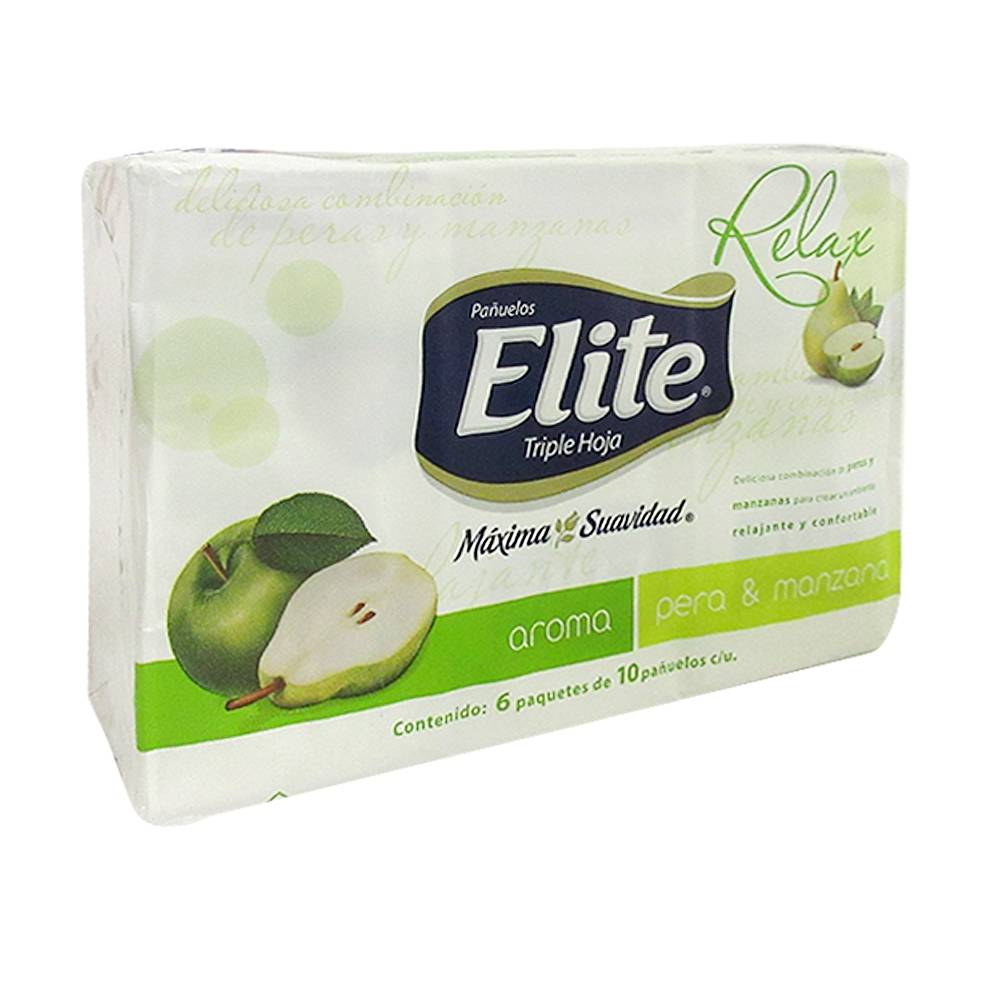 deliciosa combinación
de peras y manzanas
Relax
Pañuelos
Elite®
Triple Hoja
Máxima Suavidad®
Deliciosa combinación de peras y
manzanas para crear un ambiente
relajante y confortable
aroma
pera & manzana
Contenido: 6 paquetes de 10 pañuelos c/u.